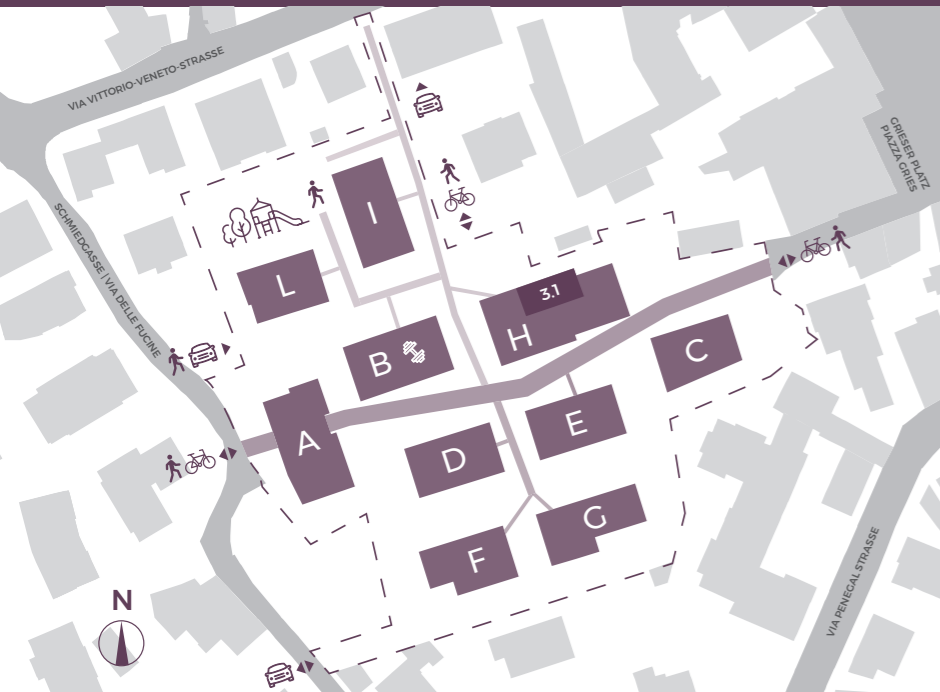 VIA VITTORIO-VENETO-STRASSE
GRIESER PLATZ
PIAZZA GRIES
SCHMIEDGASSE | VIA DELLE FUCINE
I
L
3.1
H
B
C
A
E
D
G
F
VIA PENEGAL STRASSE
N